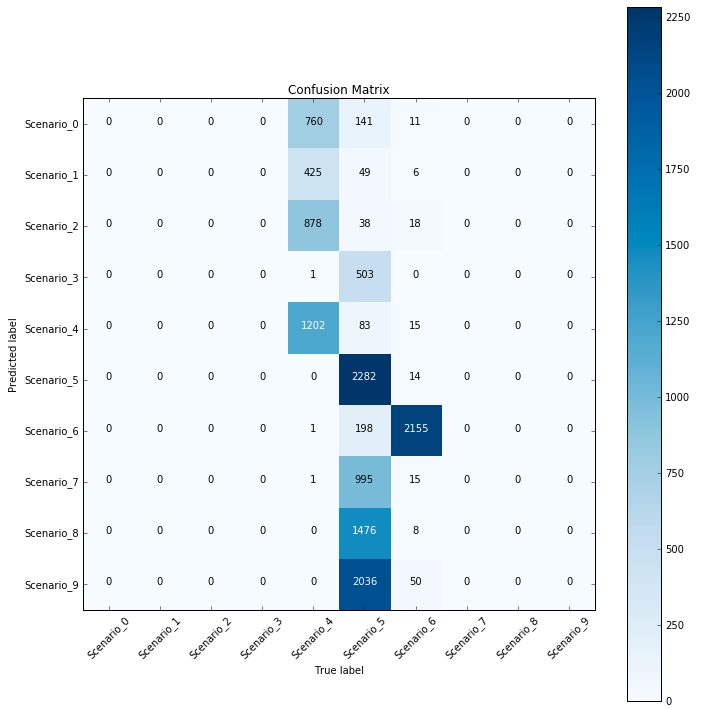 Confusion Matrix
Scenario_0 0 0 0 0 760 141 11 0 0 0
Scenario_1 0 0 0 0 425 49 6 0 0 0
Scenario_2 0 0 0 0 878 38 18 0 0 0
Scenario_3 0 0 0 0 1 503 0 0 0 0
Scenario_4 0 0 0 0 1202 83 15 0 0 0
Scenario_5 0 0 0 0 0 2282 14 0 0 0
Scenario_6 0 0 0 0 1 198 2155 0 0 0
Scenario_7 0 0 0 0 1 995 15 0 0 0
Scenario_8 0 0 0 0 0 1476 8 0 0 0
Scenario_9 0 0 0 0 0 2036 50 0 0 0
Predicted label
Scenario_0 Scenario_1 Scenario_2 Scenario_3 Scenario_4 Scenario_5 Scenario_6 Scenario_7 Scenario_8 Scenario_9
True label
2250
2000
1750
1500
1250
1000
750
500
250
0